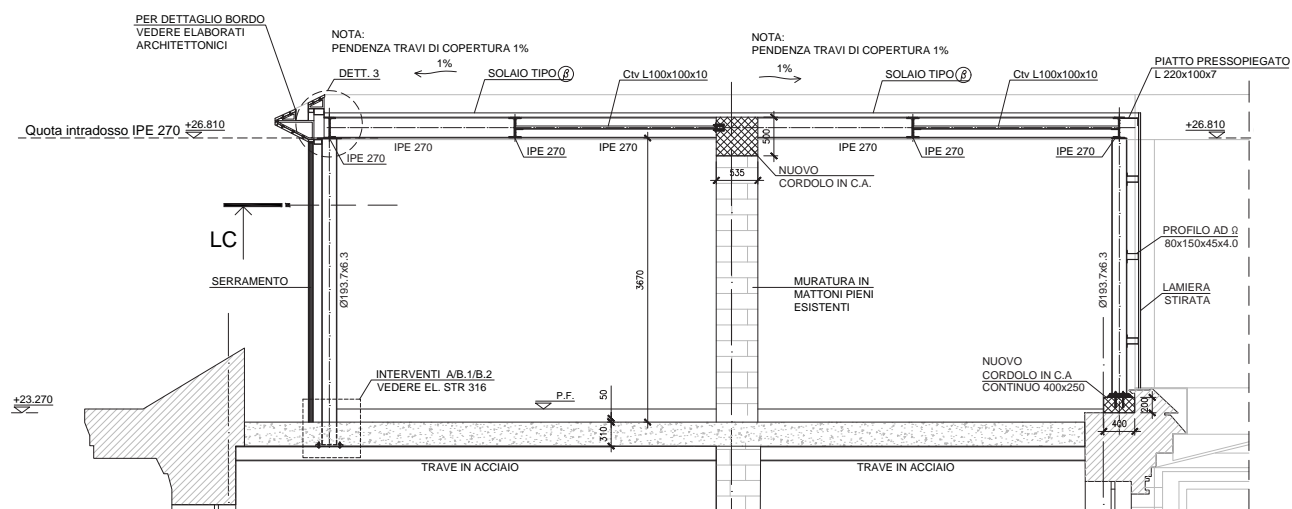 PER DETTAGLIO BORDO
VEDERE ELABORATI
ARCHITETTONICI
NOTA:
PENDENZA TRAVI DI COPERTURA 1%
1%
NOTA:
PENDENZA TRAVI DI COPERTURA 1%
1%
DETT. 3
SOLAIO TIPO β
Ctv L100x100x10
SOLAIO TIPO β
Ctv L100x100x10
PIATTO PRESSOPIEGATO
L 220x100x7
Quota intradosso IPE 270
+26.810
+26.810
IPE 270
IPE 270
IPE 270
IPE 270
IPE 270
IPE 270
IPE 270
500
535
NUOVO
CORDOLO IN C.A.
LC
SERRAMENTO
Ø193.7x6.3
3670
MURATURA IN
MATTONI PIENI
ESISTENTI
Ø193.7x6.3
PROFILO AD Ω
80x150x45x4.0
LAMIERA
STIRATA
INTERVENTI A/B.1/B.2
VEDERE EL. STR 316
NUOVO
CORDOLO IN C.A
CONTINUO 400x250
+23.270
P.F.
50
310
200
400
TRAVE IN ACCIAIO
TRAVE IN ACCIAIO